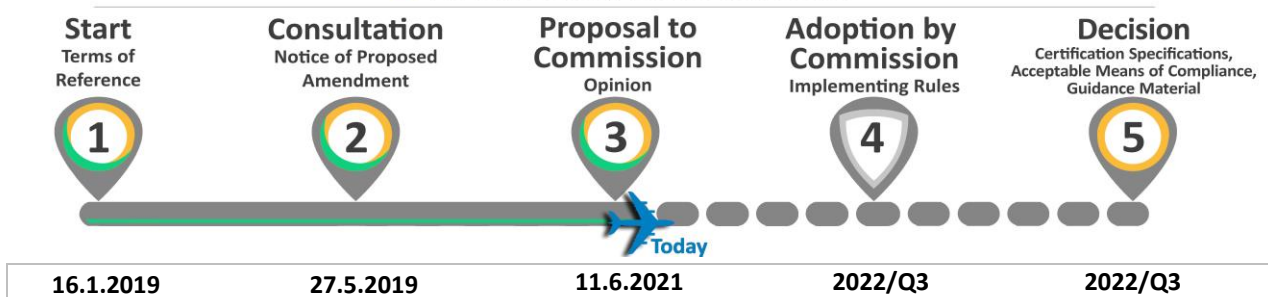 Start
Terms of
Reference
1
Consultation
Notice of Proposed
Amendment
2
Proposal to
Commission
Opinion
3
Adoption by
Commission
Implementing Rules
4
Decision
Certification Specifications,
Acceptable Means of Compliance,
Guidance Material
5
Today
16.1.2019 27.5.2019 11.6.2021 2022/Q3 2022/Q3